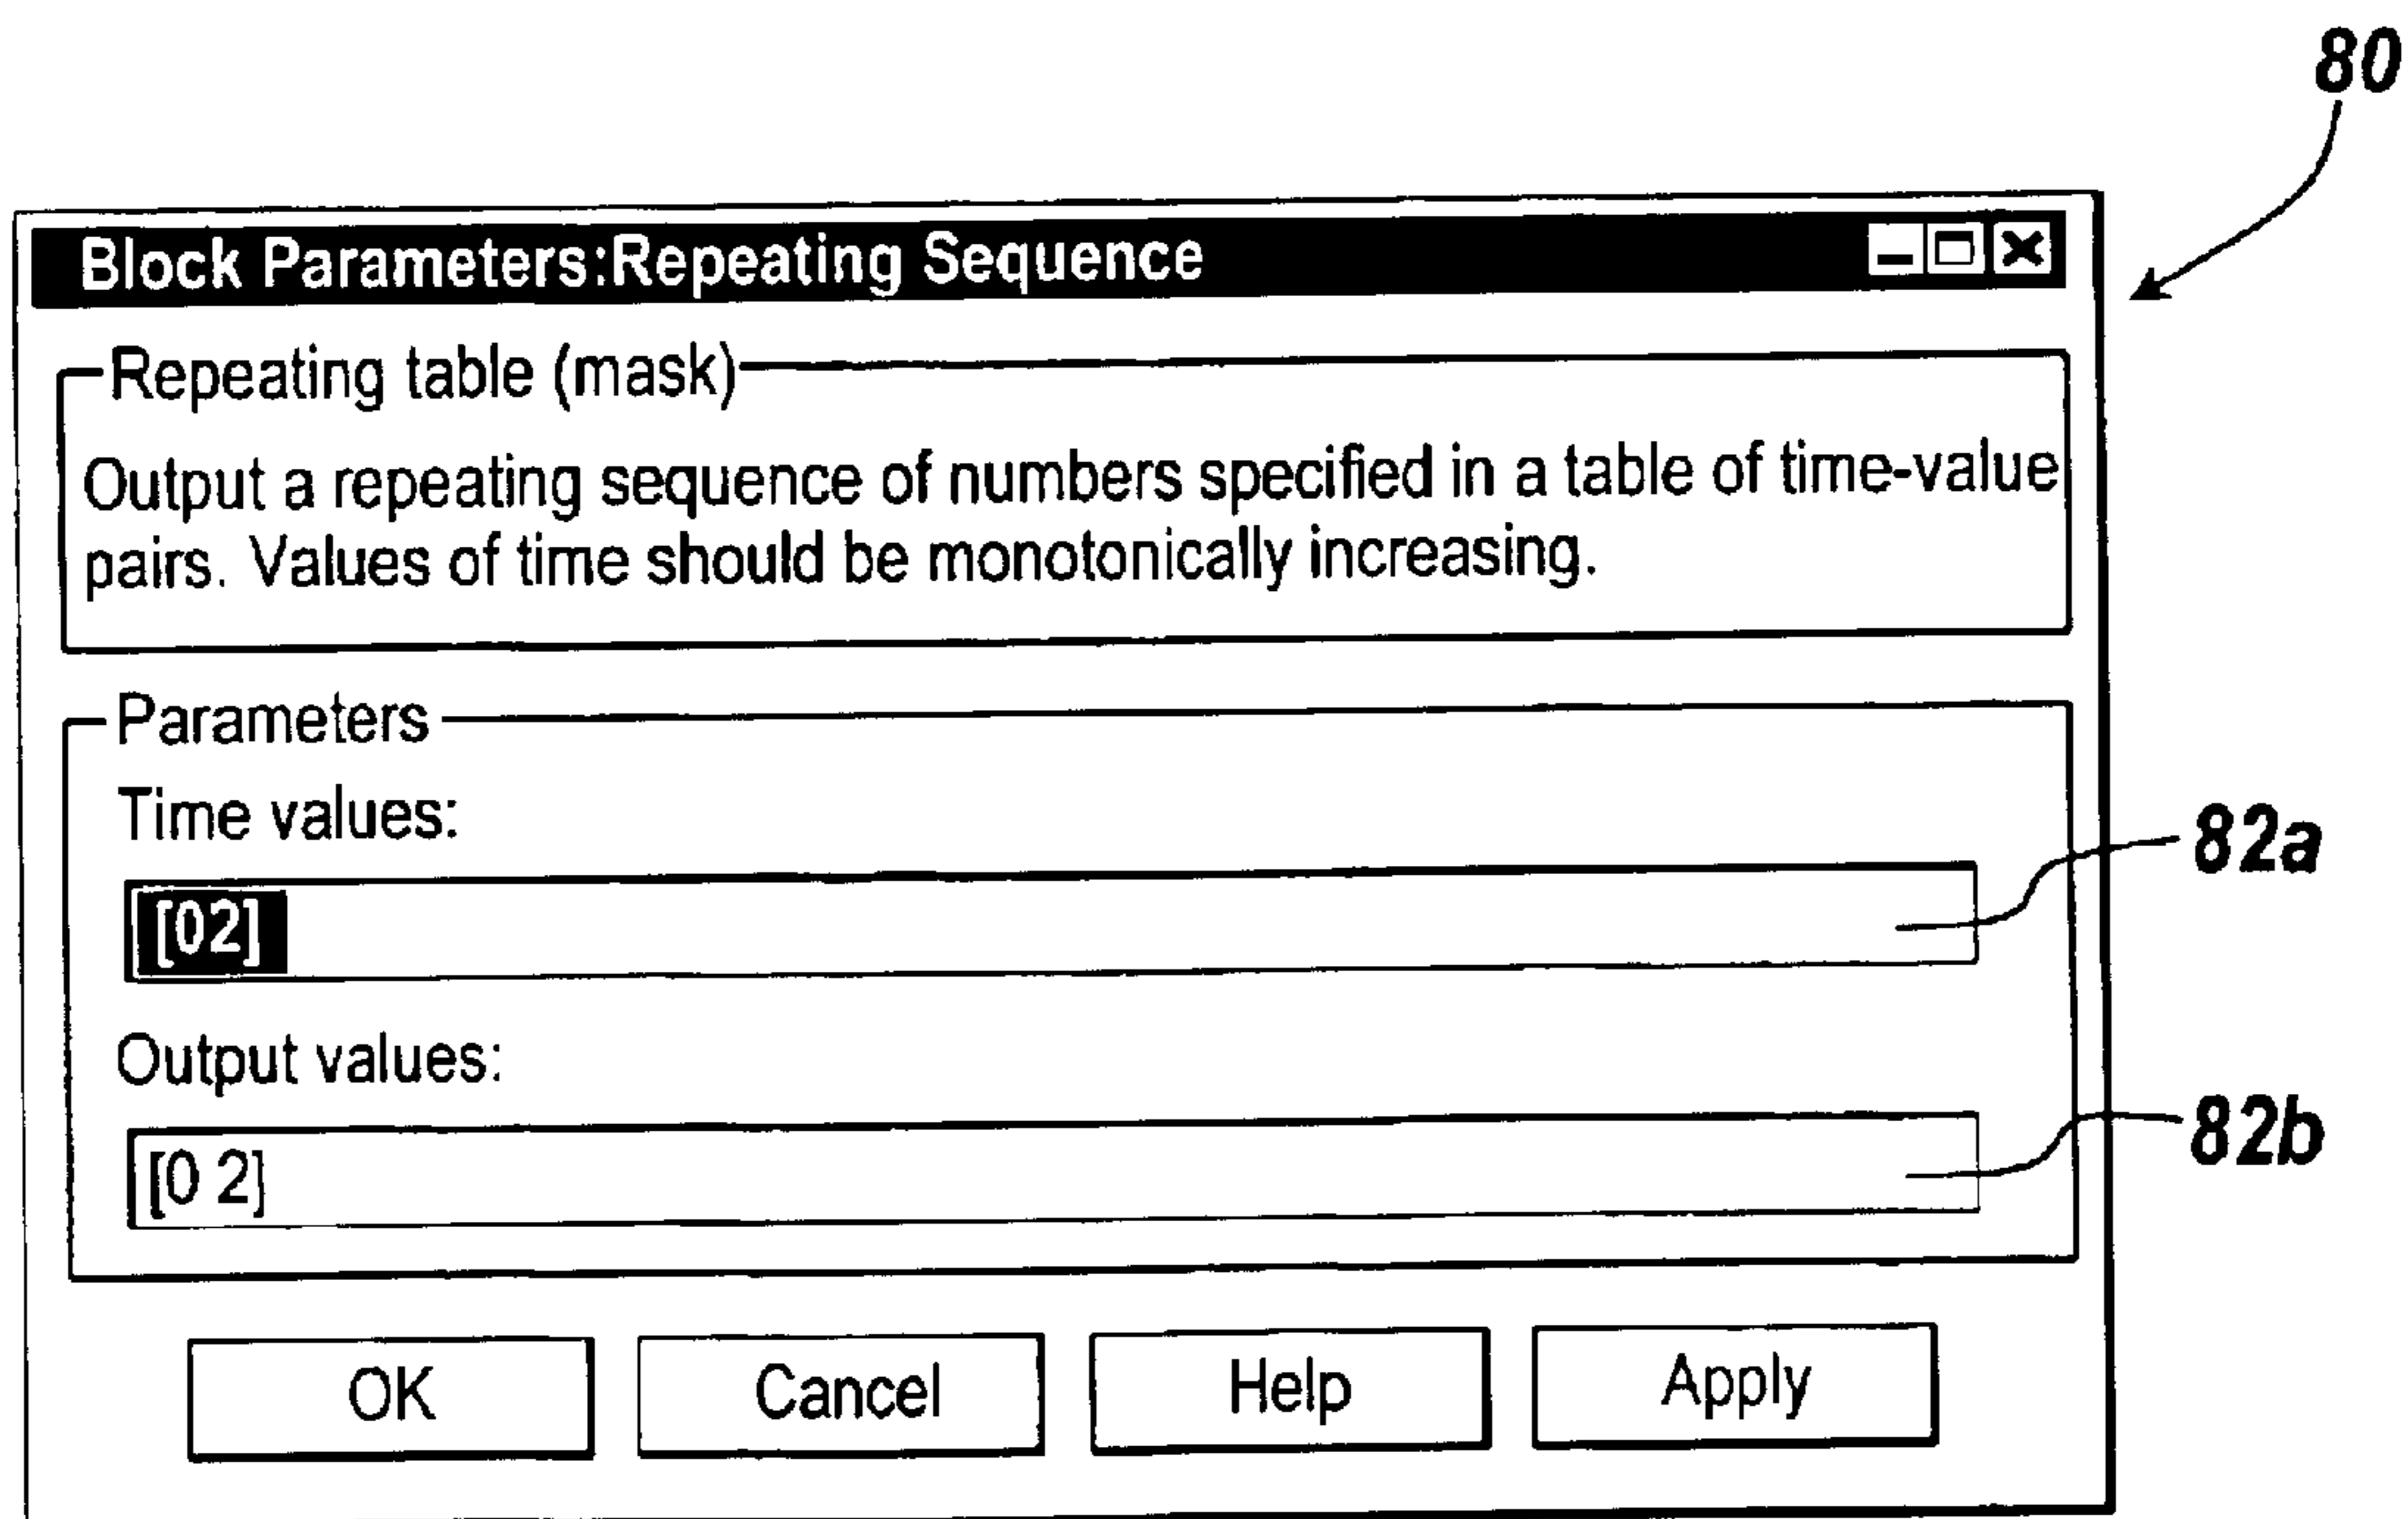 80
Block Parameters:Repeating Sequence
Repeating table (mask)
Output a repeating sequence of numbers specified in a table of time-value
pairs. Values of time should be monotonically increasing.
Parameters
Time values:
82a
[02]
Output values:
82b
[0 2]
OK Cancel Help Apply